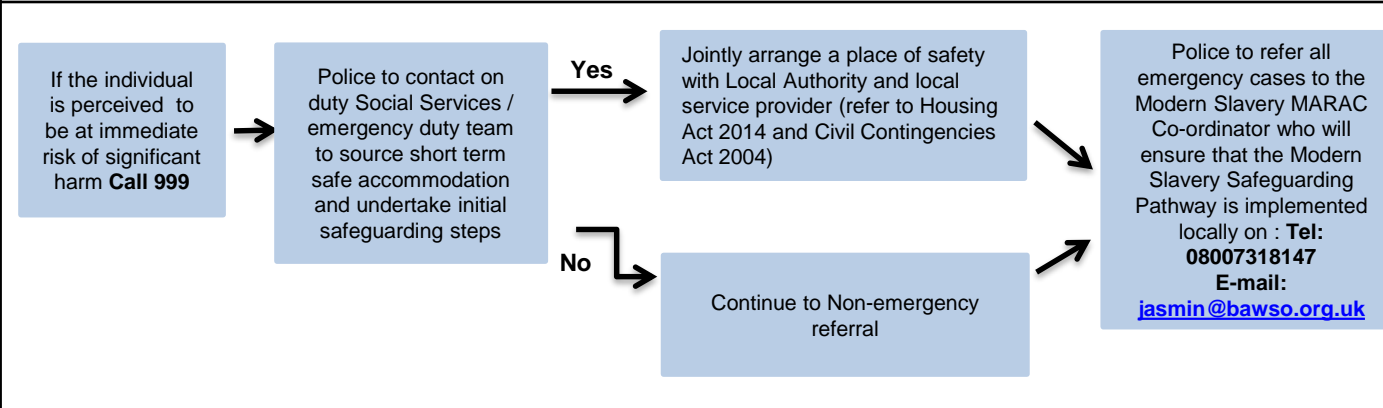 If the individual
is perceived to
be at immediate
risk of significant
harm Call 999
Police to contact on
duty Social Services /
emergency duty team
to source short term
safe accommodation
and undertake initial
safeguarding steps
Yes
Jointly arrange a place of safety
with Local Authority and local
service provider (refer to Housing
Act 2014 and Civil Contingencies
Act 2004)
No
Continue to Non-emergency
referral
Police to refer all
emergency cases to the
Modern Slavery MARAC
Co-ordinator who will
ensure that the Modern
Slavery Safeguarding
Pathway is implemented
locally on : Tel:
08007318147
E-mail:
jasmin@bawso.org.uk